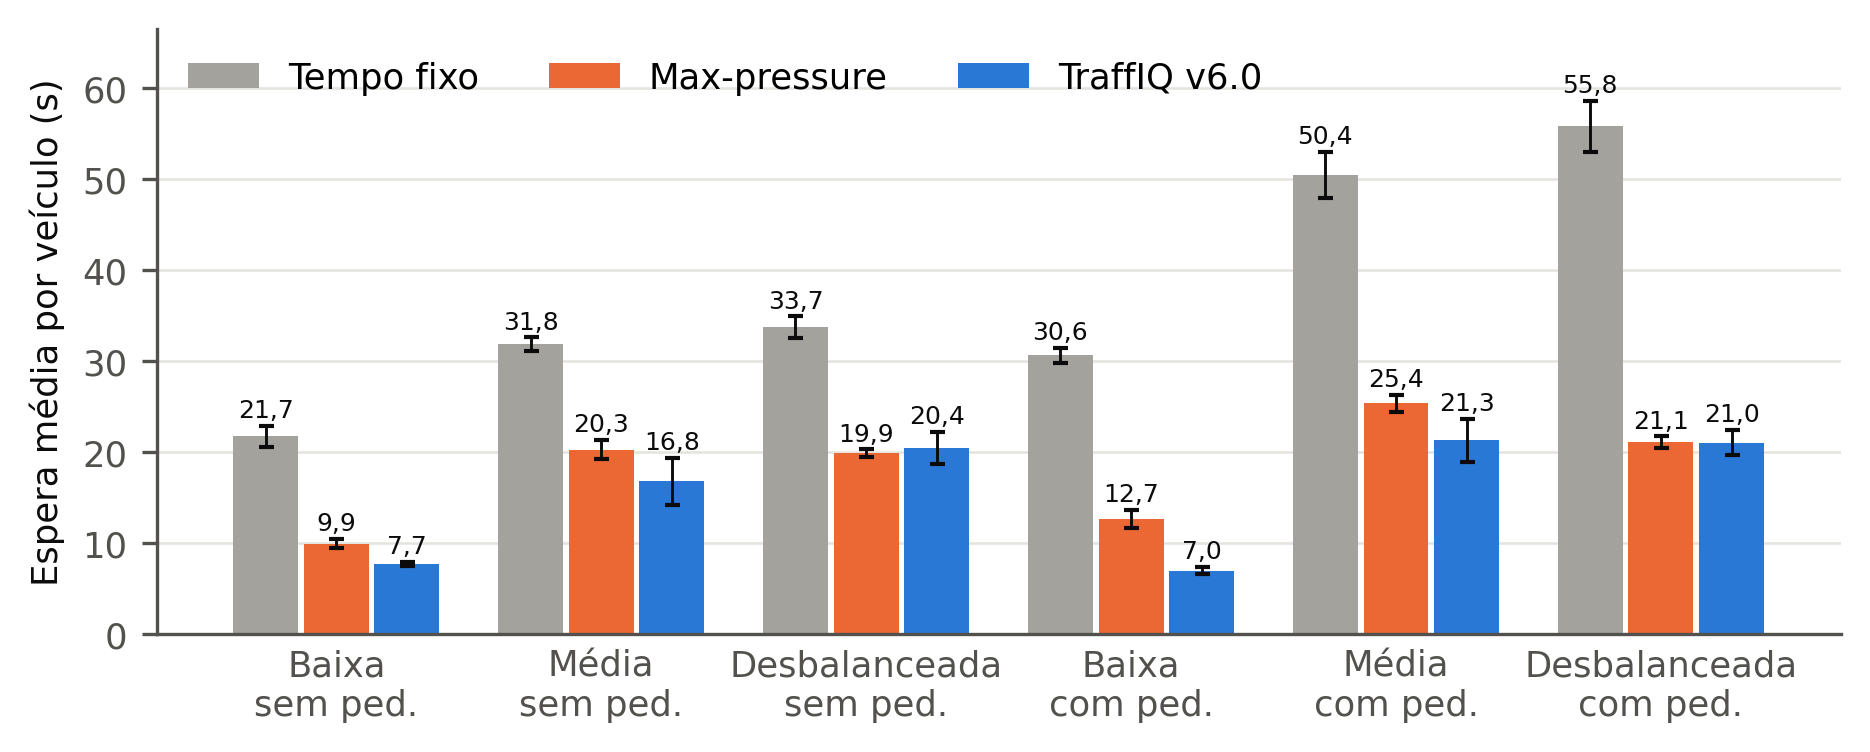 Tempo fixo Max-pressure TraffIQ v6.0
Espera média por veículo (s)
60
50
40
30
20
10
0
21,7
9,9
7,7
31,8
20,3
16,8
33,7
19,9
20,4
30,6
12,7
7,0
50,4
25,4
21,3
55,8
21,1
21,0
Baixa
sem ped.
Média
sem ped.
Desbalanceada
sem ped.
Baixa
com ped.
Média
com ped.
Desbalanceada
com ped.